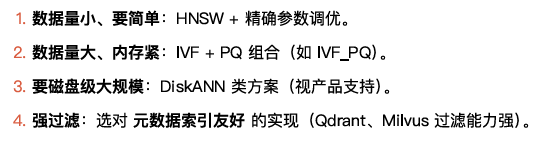 1. 数据量小、要简单：HNSW + 精确参数调优。
2. 数据量大、内存紧：IVF + PQ 组合（如 IVF_PQ）。
3. 要磁盘级大规模：DiskANN 类方案（视产品支持）。
4. 强过滤：选对 元数据索引友好 的实现（Qdrant、Milvus 过滤能力强）。